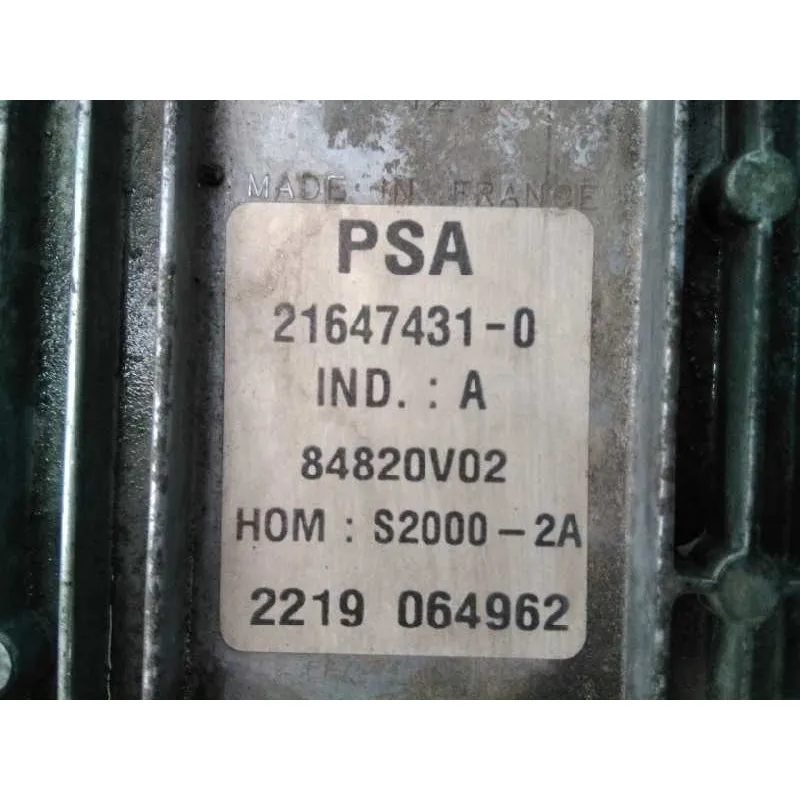 MADE IN FRANCE
PSA
21647431-0
IND. : A
84820V02
HOM : S2000-2A
2219 064962